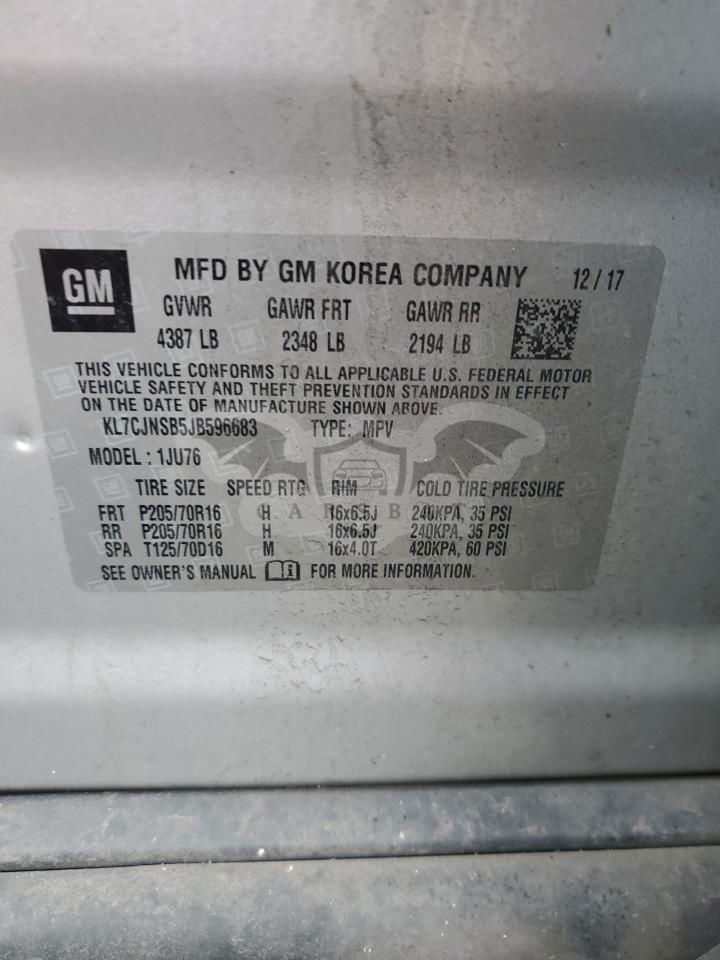 GM
MFD BY GM KOREA COMPANY 12/17
GVWR GAWR FRT GAWR RR
4387 LB 2348 LB 2194 LB
THIS VEHICLE CONFORMS TO ALL APPLICABLE U.S. FEDERAL MOTOR
VEHICLE SAFETY AND THEFT PREVENTION STANDARDS IN EFFECT
ON THE DATE OF MANUFACTURE SHOWN ABOVE.
KL7CJNSB5JB596683 TYPE: MPV
MODEL : 1JU76
TIRE SIZE SPEED RTG RIM COLD TIRE PRESSURE
FRT P205/70R16 H 16x6.5J 240KPA, 35 PSI
RR P205/70R16 H 16x6.5J 240KPA, 35 PSI
SPA T125/70D16 M 16x4.0T 420KPA, 60 PSI
SEE OWNER'S MANUAL FOR MORE INFORMATION.